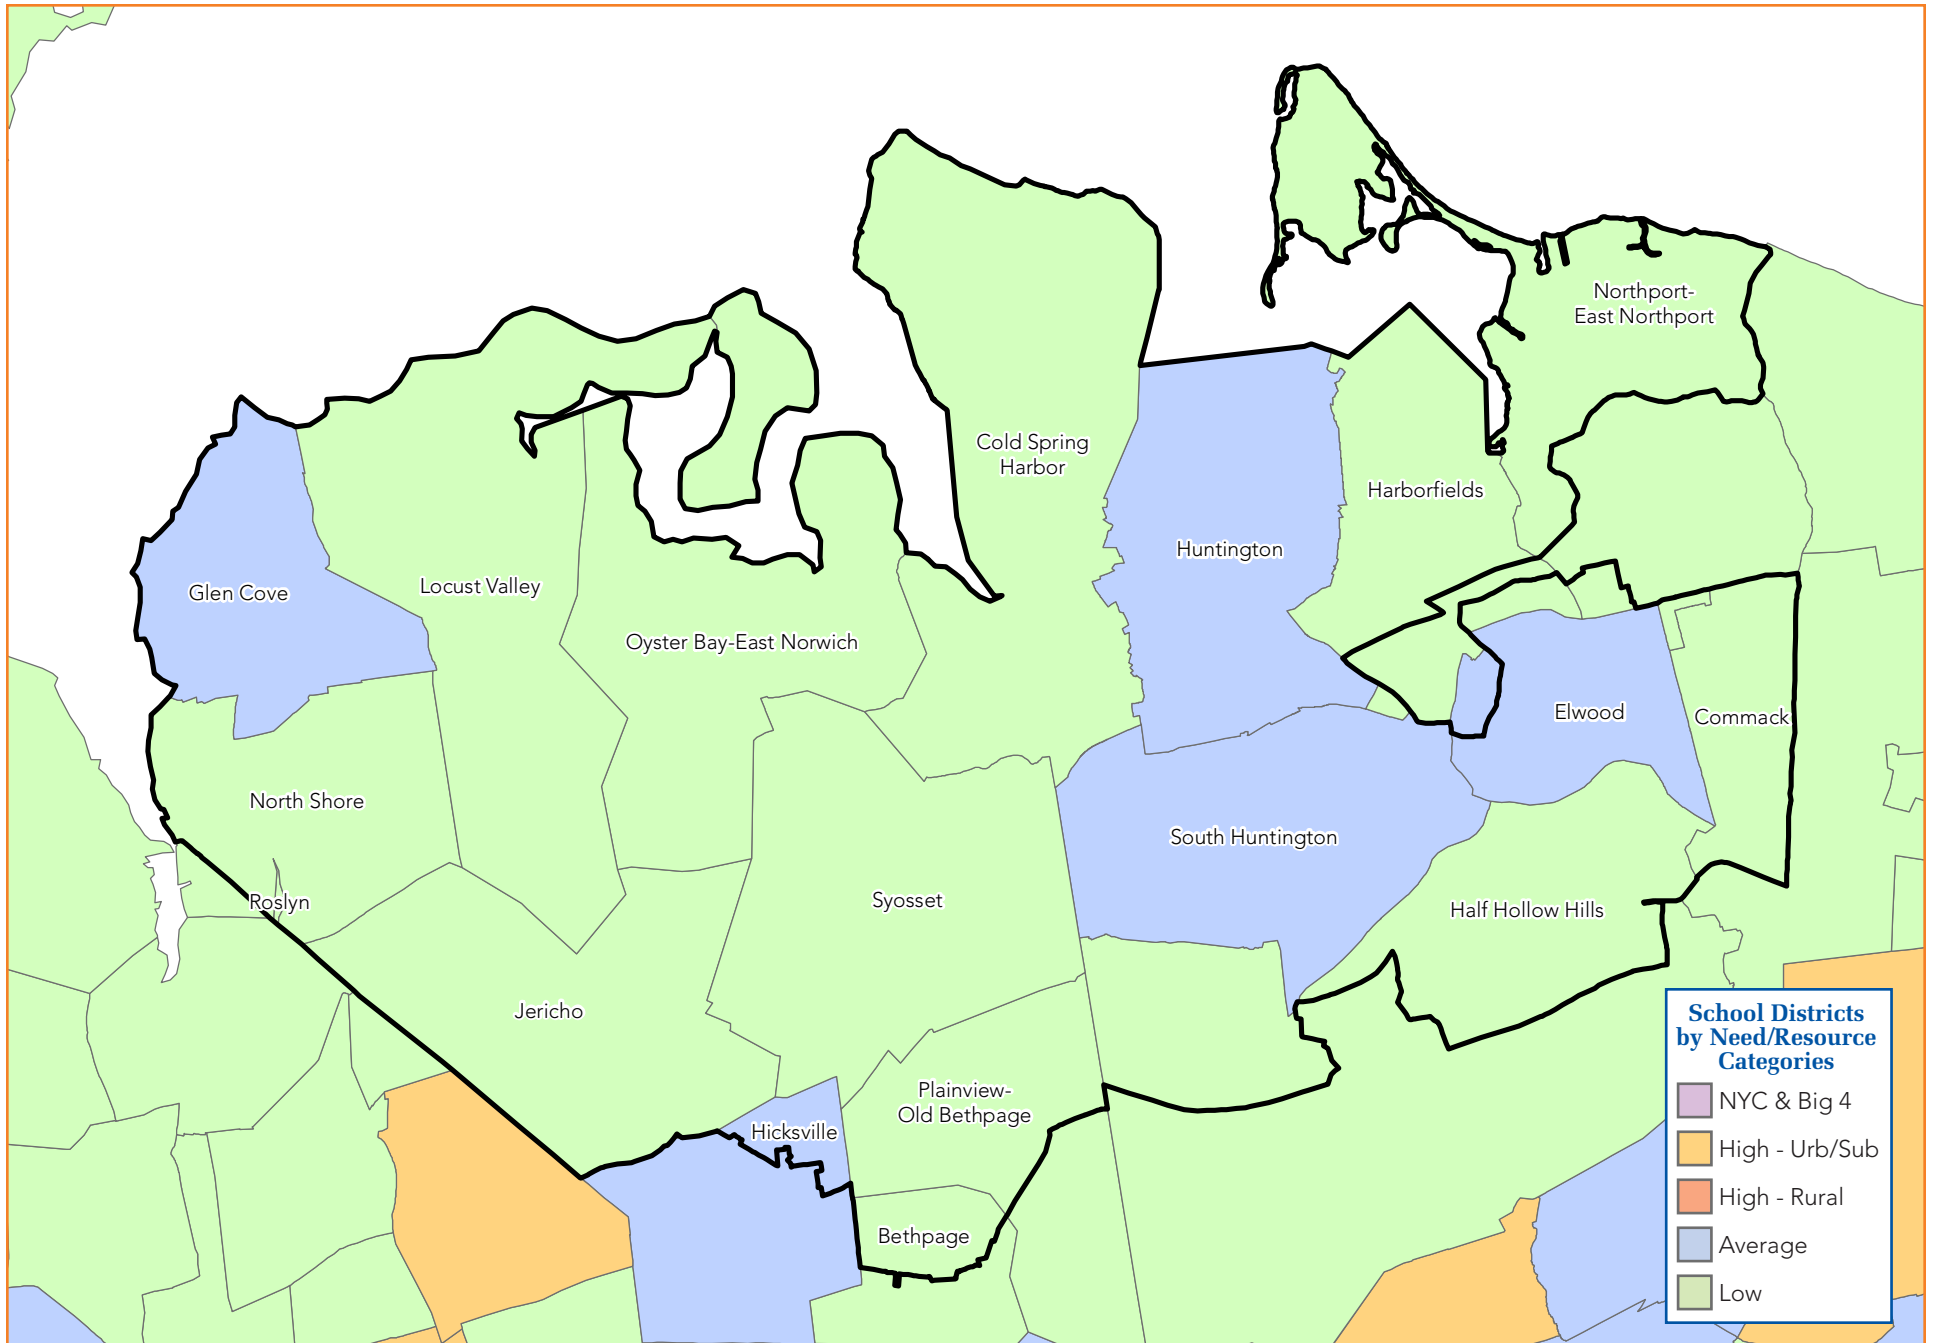 Northport-
East Northport
Cold Spring
Harbor
Harborfields
Huntington
Glen Cove
Locust Valley
Oyster Bay-East Norwich
Elwood
Commack
North Shore
South Huntington
Roslyn
Syosset
Half Hollow Hills
Jericho
Plainview-
Old Bethpage
Hicksville
Bethpage
School Districts
by Need/Resource
Categories
NYC & Big 4
High - Urb/Sub
High - Rural
Average
Low